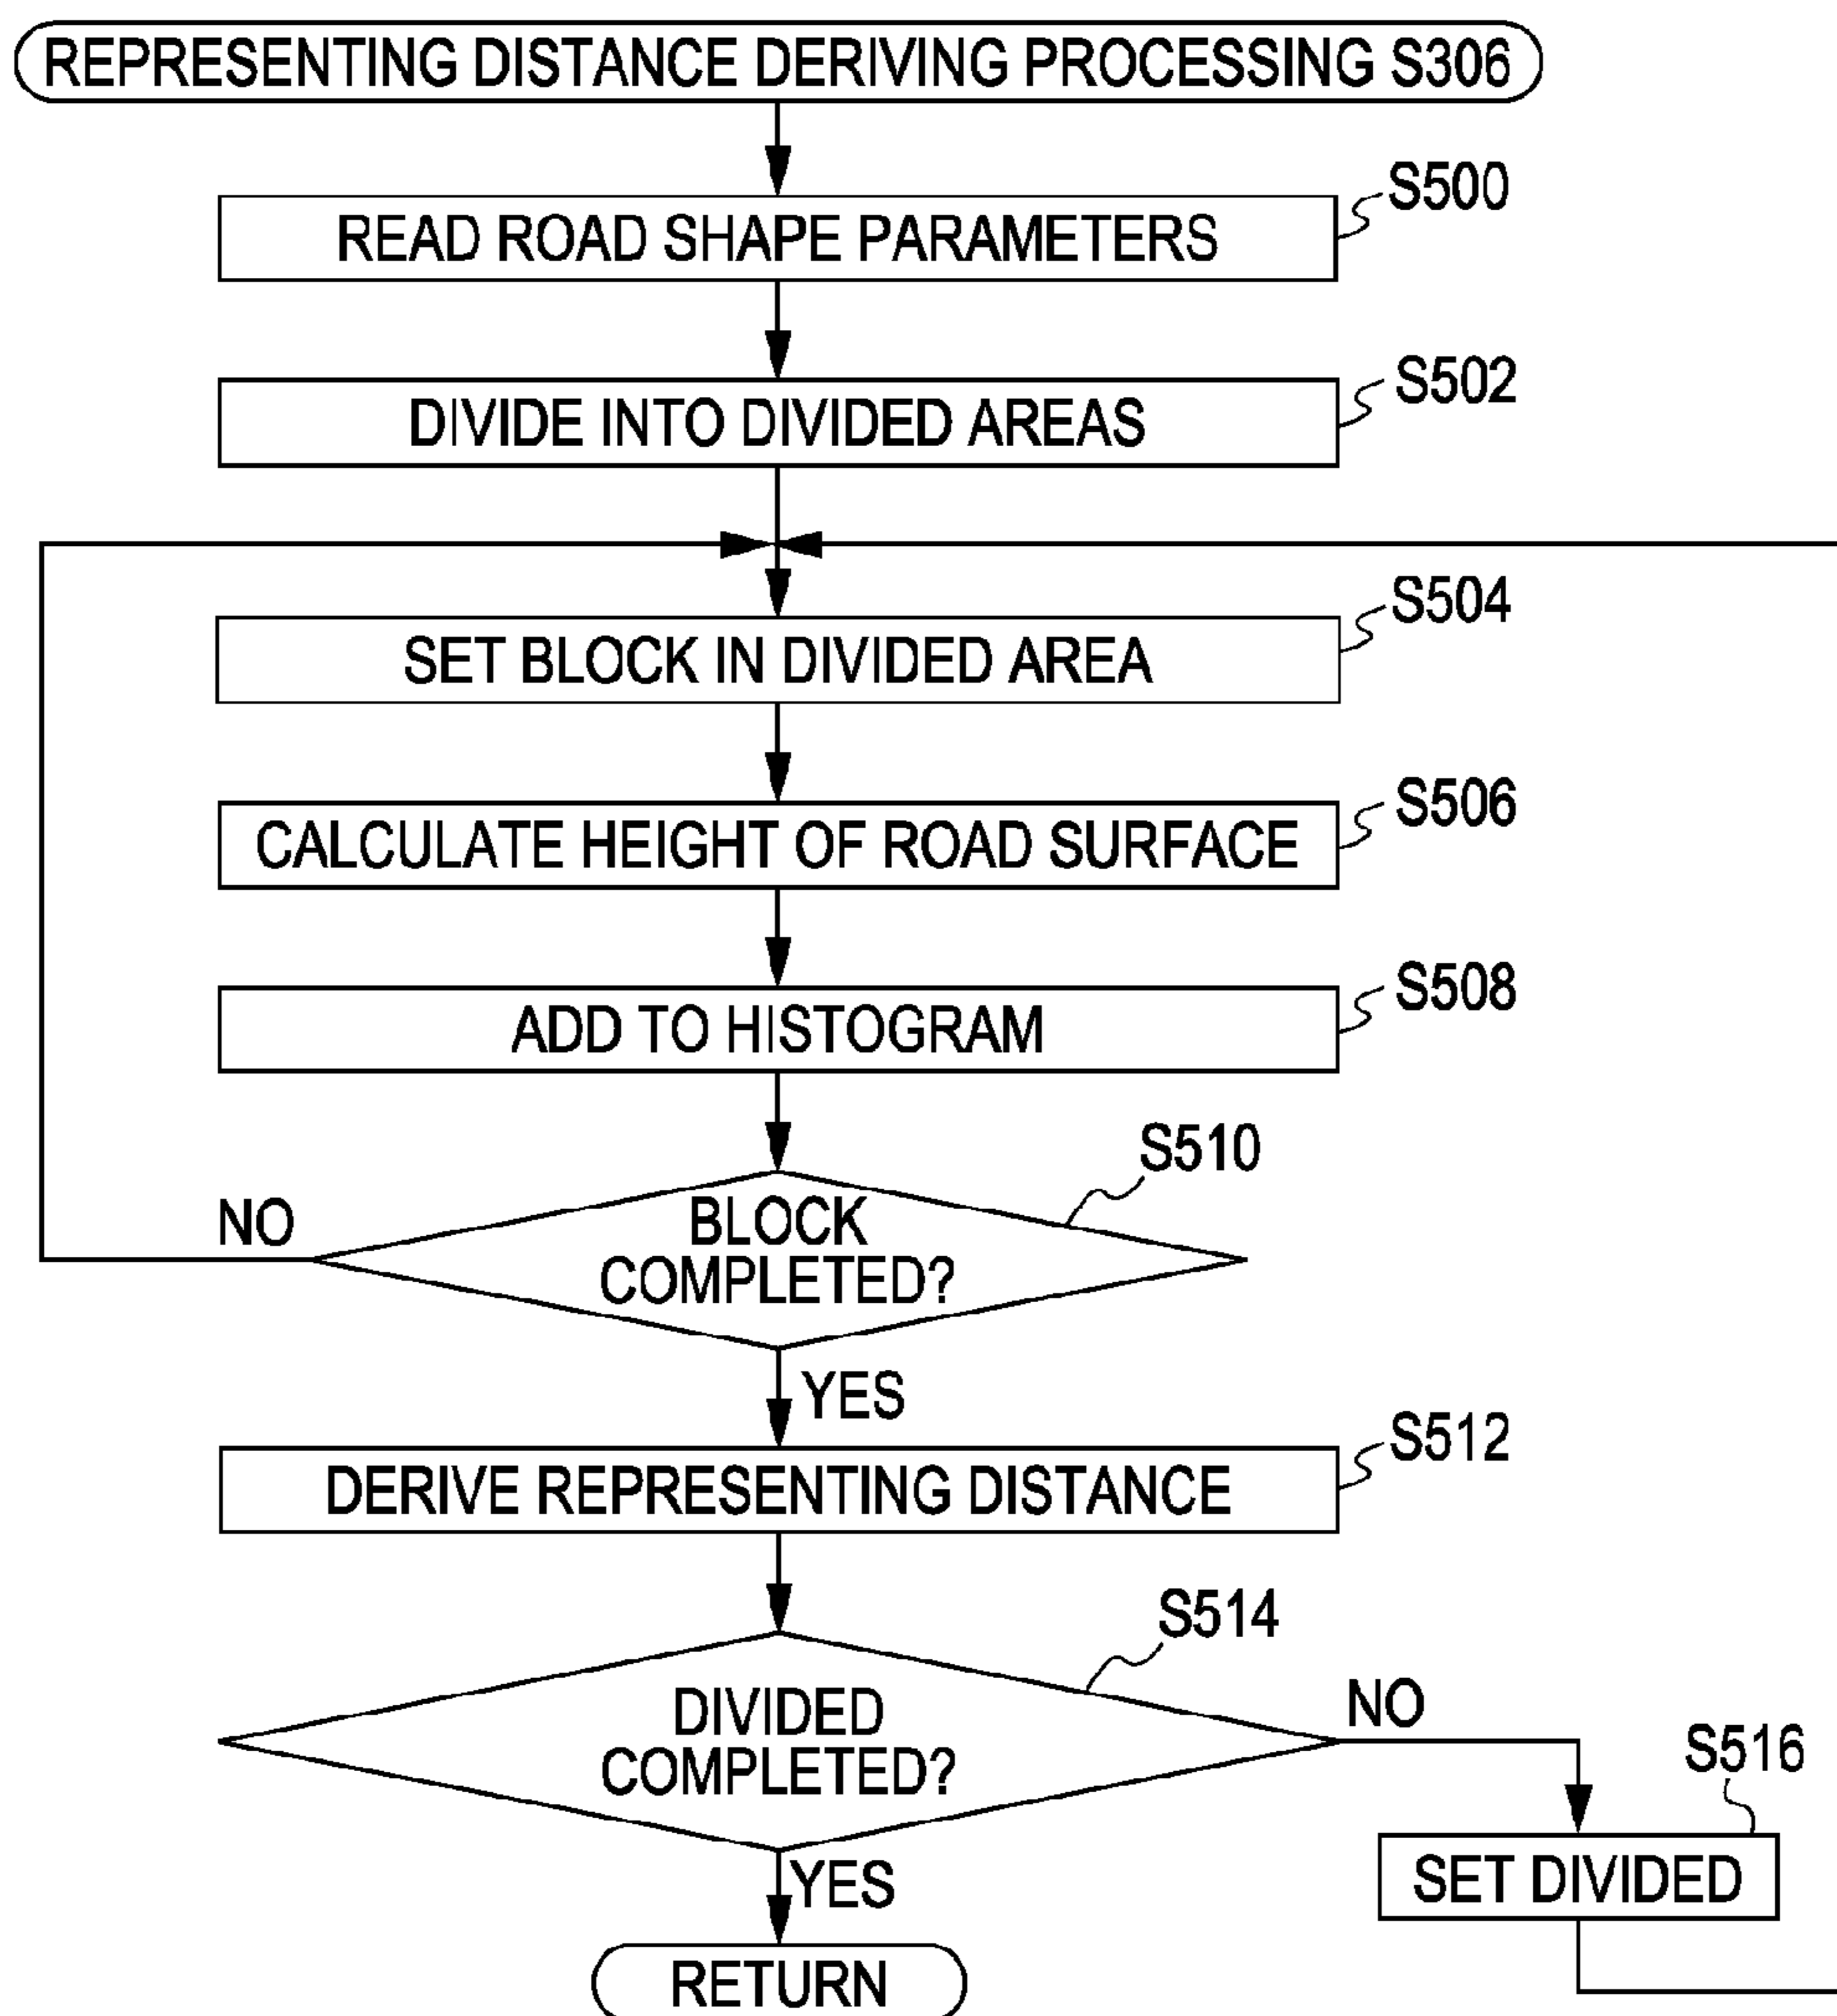 REPRESENTING DISTANCE DERIVING PROCESSING S306
S500
READ ROAD SHAPE PARAMETERS
S502
DIVIDE INTO DIVIDED AREAS
S504
SET BLOCK IN DIVIDED AREA
S506
CALCULATE HEIGHT OF ROAD SURFACE
S508
ADD TO HISTOGRAM
S510
NO
BLOCK
COMPLETED?
YES
S512
DERIVE REPRESENTING DISTANCE
S514
DIVIDED
COMPLETED?
NO
S516
SET DIVIDED
YES
RETURN